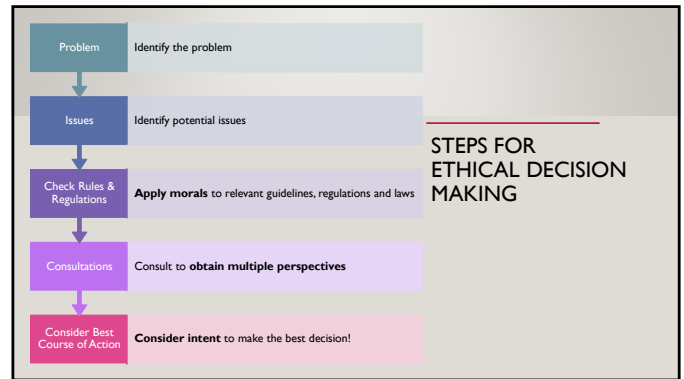 Problem
Identify the problem
Issues
Identify potential issues
Check Rules &
Regulations
Apply morals to relevant guidelines, regulations and laws
Consultations
Consult to obtain multiple perspectives
Consider Best
Course of Action
Consider intent to make the best decision!
STEPS FOR
ETHICAL DECISION
MAKING